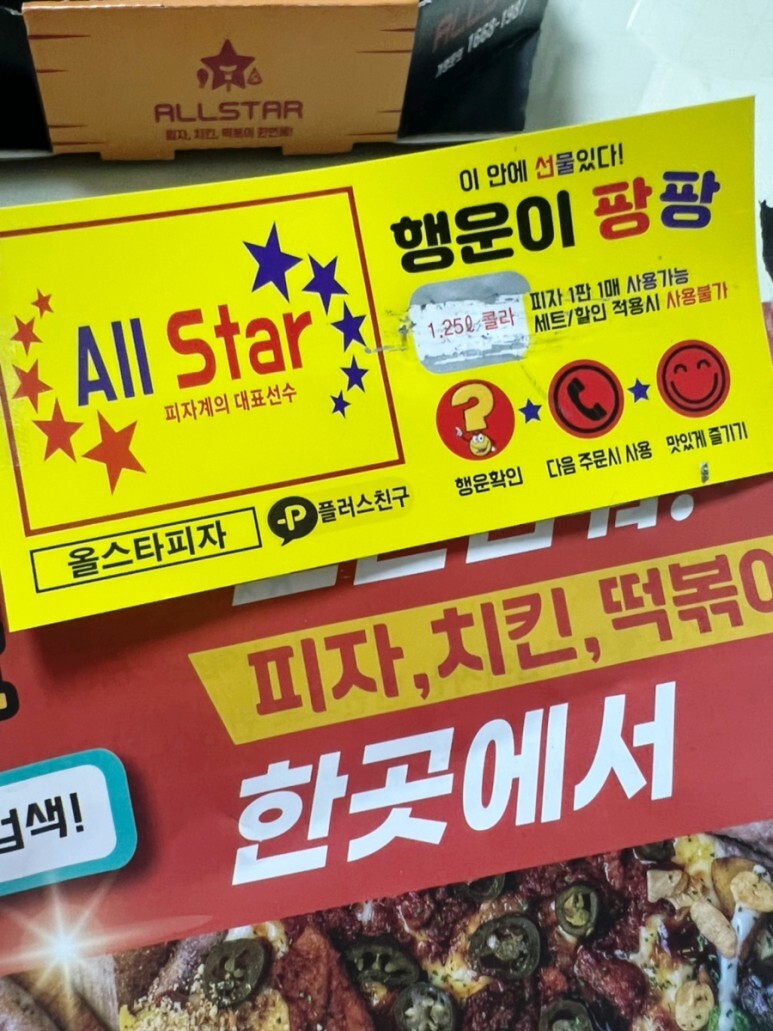 ALLSTAR
피자, 치킨, 떡볶이 한번에!
1668-1987
이 안에 선물있다!
행운이 팡팡
피자 1판 1매 사용가능
세트/할인 적용시 사용불가
1.25ℓ 콜라
All Star
피자계의 대표선수
행운확인
다음 주문시 사용
맛있게 즐기기
올스타피자
플러스친구
피자,치킨,떡볶이
한곳에서
검색!